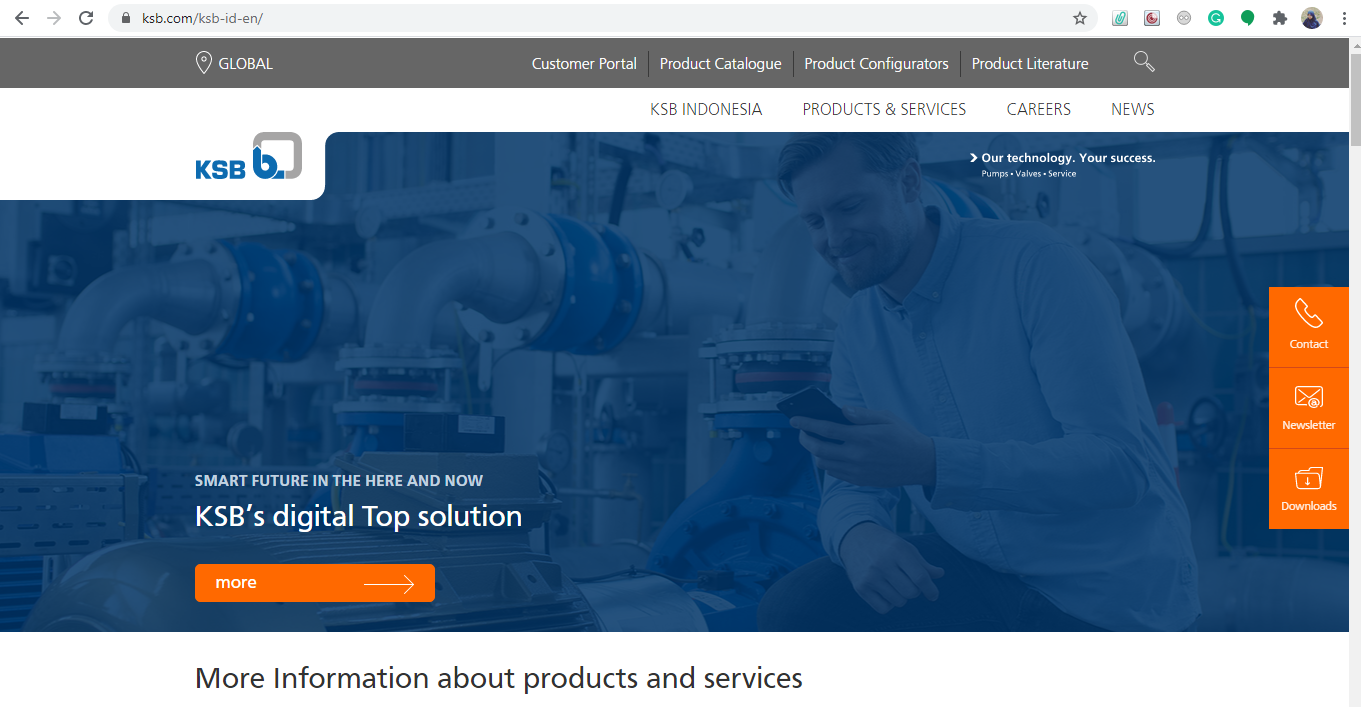 ksb.com/ksb-id-en/
GLOBAL
Customer Portal
Product Catalogue
Product Configurators
Product Literature
KSB INDONESIA
PRODUCTS & SERVICES
CAREERS
NEWS
KSB b.
Our technology. Your success.
Pumps • Valves • Service
Contact
Newsletter
Downloads
SMART FUTURE IN THE HERE AND NOW
KSB’s digital Top solution
more
More Information about products and services